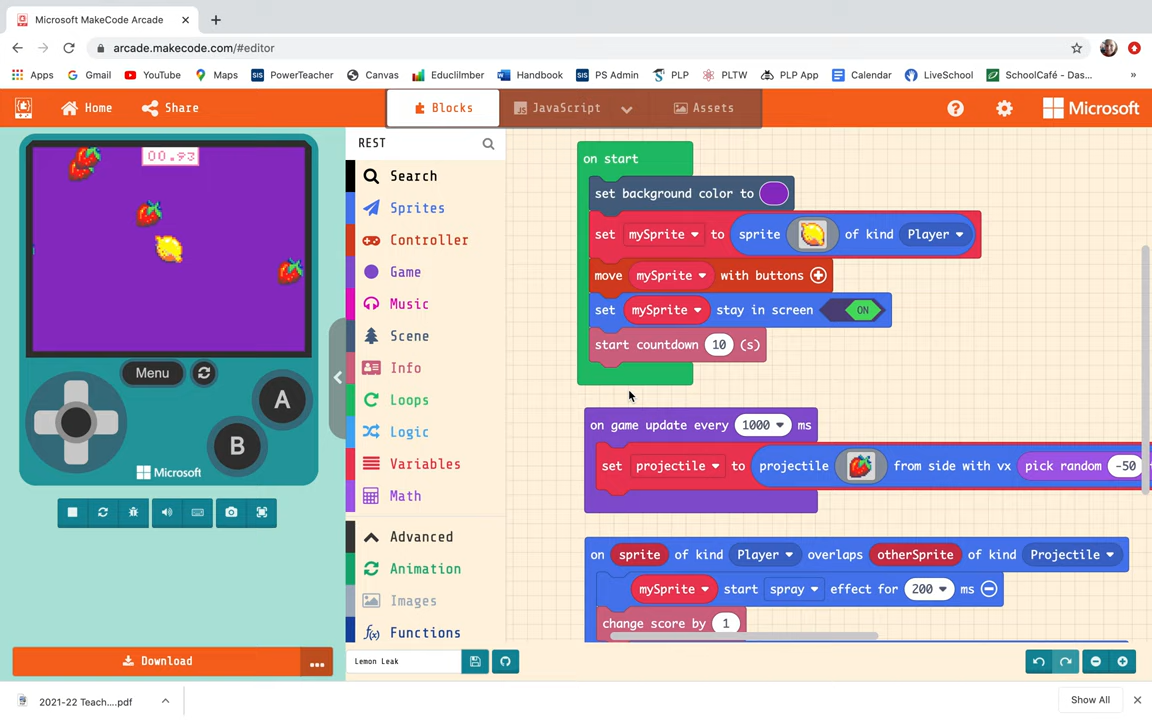 Microsoft MakeCode Arcade
arcade.makecode.com/#editor
Apps Gmail YouTube Maps SIS PowerTeacher Canvas Educlimber Handbook SIS PS Admin PLP PLTW PLP App Calendar LiveSchool SchoolCafé - Das... »
Home Share Blocks JavaScript Assets Microsoft
00.93
Menu
A
B
Microsoft
Download ...
REST
Search
Sprites
Controller
Game
Music
Scene
Info
Loops
Logic
Variables
Math
Advanced
Animation
Images
Functions
on start
set background color to
set mySprite to sprite of kind Player
move mySprite with buttons
set mySprite stay in screen ON
start countdown 10 (s)
on game update every 1000 ms
set projectile to projectile from side with vx pick random -50
on sprite of kind Player overlaps otherSprite of kind Projectile
mySprite start spray effect for 200 ms
change score by 1
Lemon Leak
2021-22 Teach....pdf
Show All